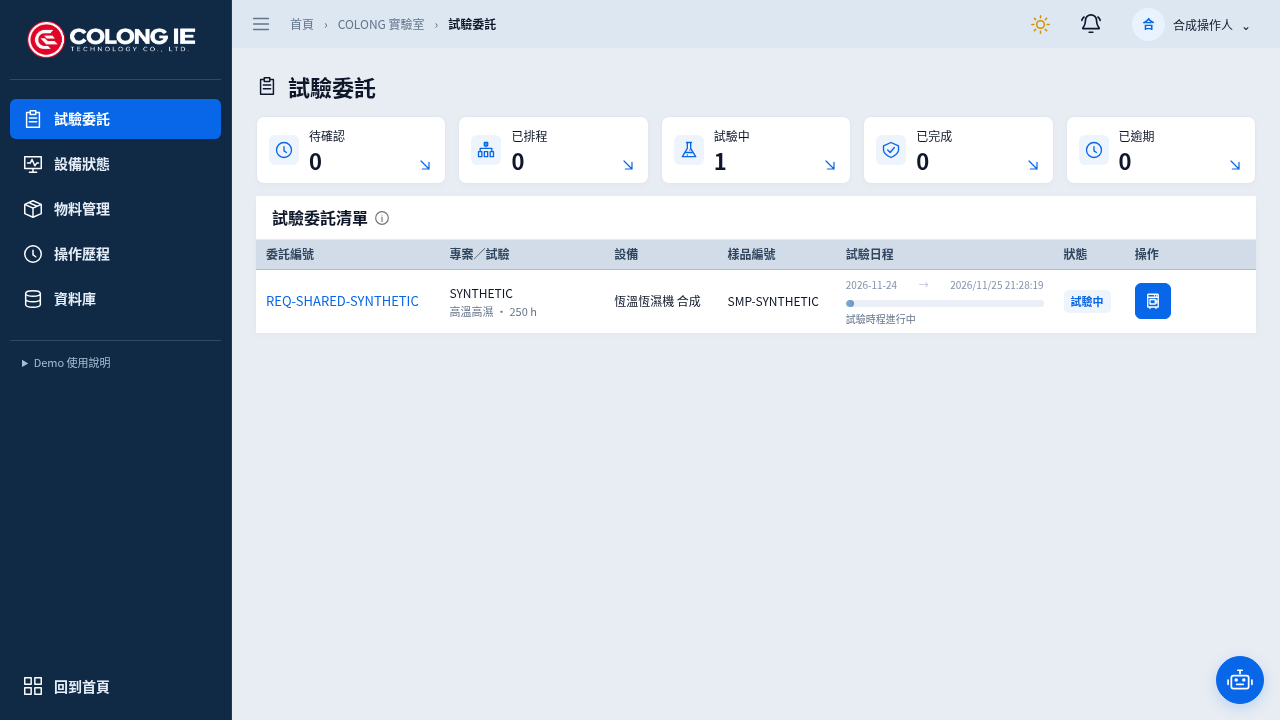 COLONG IE
TECHNOLOGY CO., LTD.
試驗委託
設備狀態
物料管理
操作歷程
資料庫
Demo 使用說明
回到首頁
首頁 › COLONG 實驗室 › 試驗委託
合 合成操作人
試驗委託
待確認
0
已排程
0
試驗中
1
已完成
0
已逾期
0
試驗委託清單
委託編號 專案／試驗 設備 樣品編號 試驗日程 狀態 操作
REQ-SHARED-SYNTHETIC
SYNTHETIC
高溫高濕 · 250 h
恆溫恆濕機 合成
SMP-SYNTHETIC
2026-11-24 → 2026/11/25 21:28:19
試驗時程進行中
試驗中